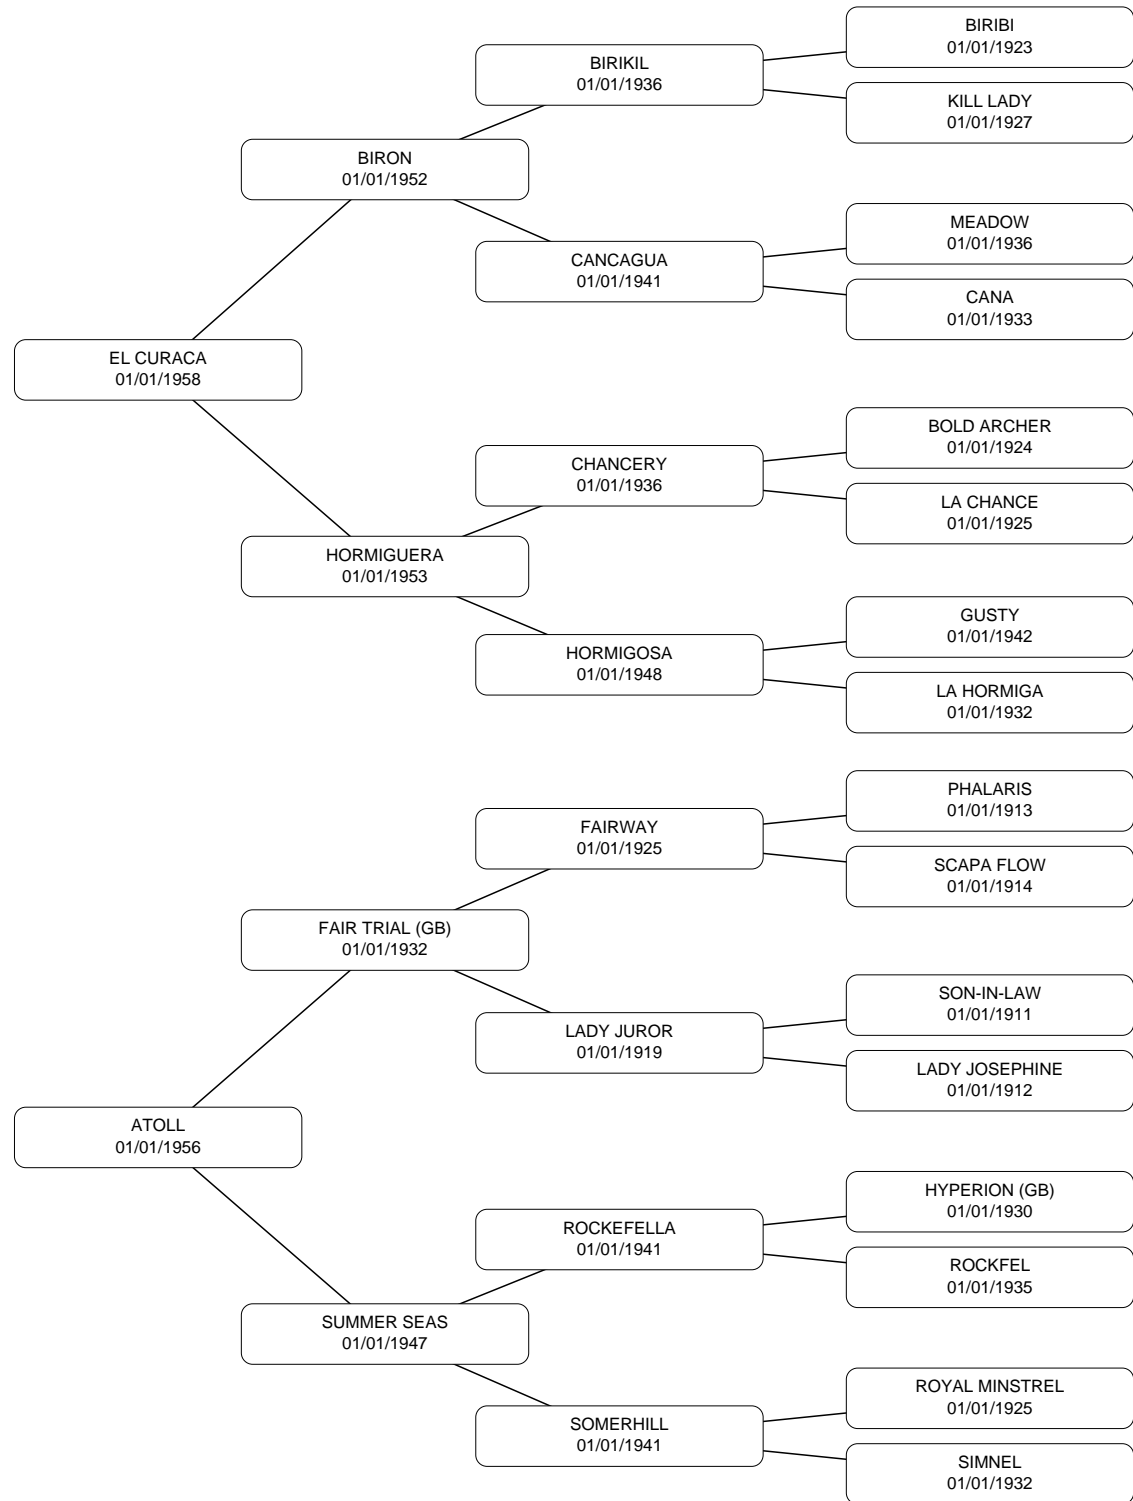 BIRIBI
01/01/1923
BIRIKIL
01/01/1936
KILL LADY
01/01/1927
BIRON
01/01/1952
MEADOW
01/01/1936
CANCAGUA
01/01/1941
CANA
01/01/1933
EL CURACA
01/01/1958
BOLD ARCHER
01/01/1924
CHANCERY
01/01/1936
LA CHANCE
01/01/1925
HORMIGUERA
01/01/1953
GUSTY
01/01/1942
HORMIGOSA
01/01/1948
LA HORMIGA
01/01/1932
PHALARIS
01/01/1913
FAIRWAY
01/01/1925
SCAPA FLOW
01/01/1914
FAIR TRIAL (GB)
01/01/1932
SON-IN-LAW
01/01/1911
LADY JUROR
01/01/1919
LADY JOSEPHINE
01/01/1912
ATOLL
01/01/1956
HYPERION (GB)
01/01/1930
ROCKEFELLA
01/01/1941
ROCKFEL
01/01/1935
SUMMER SEAS
01/01/1947
ROYAL MINSTREL
01/01/1925
SOMERHILL
01/01/1941
SIMNEL
01/01/1932